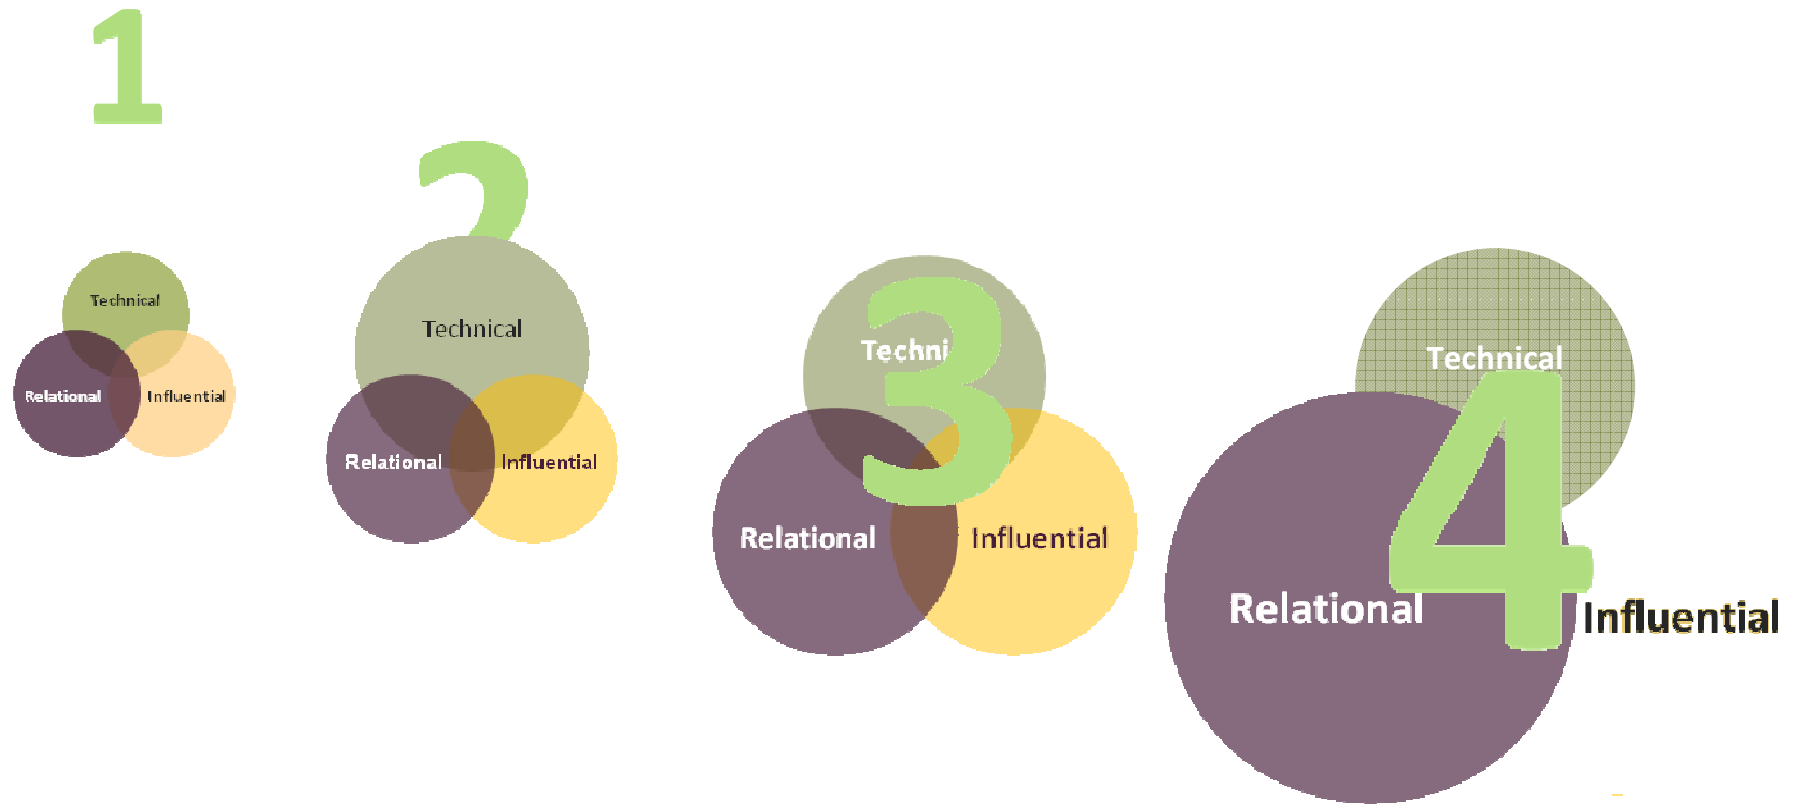 1
Technical
Relational
Influential
2
Technical
Relational
Influential
3
Techni
Relational
Influential
4
Technical
Relational
Influential